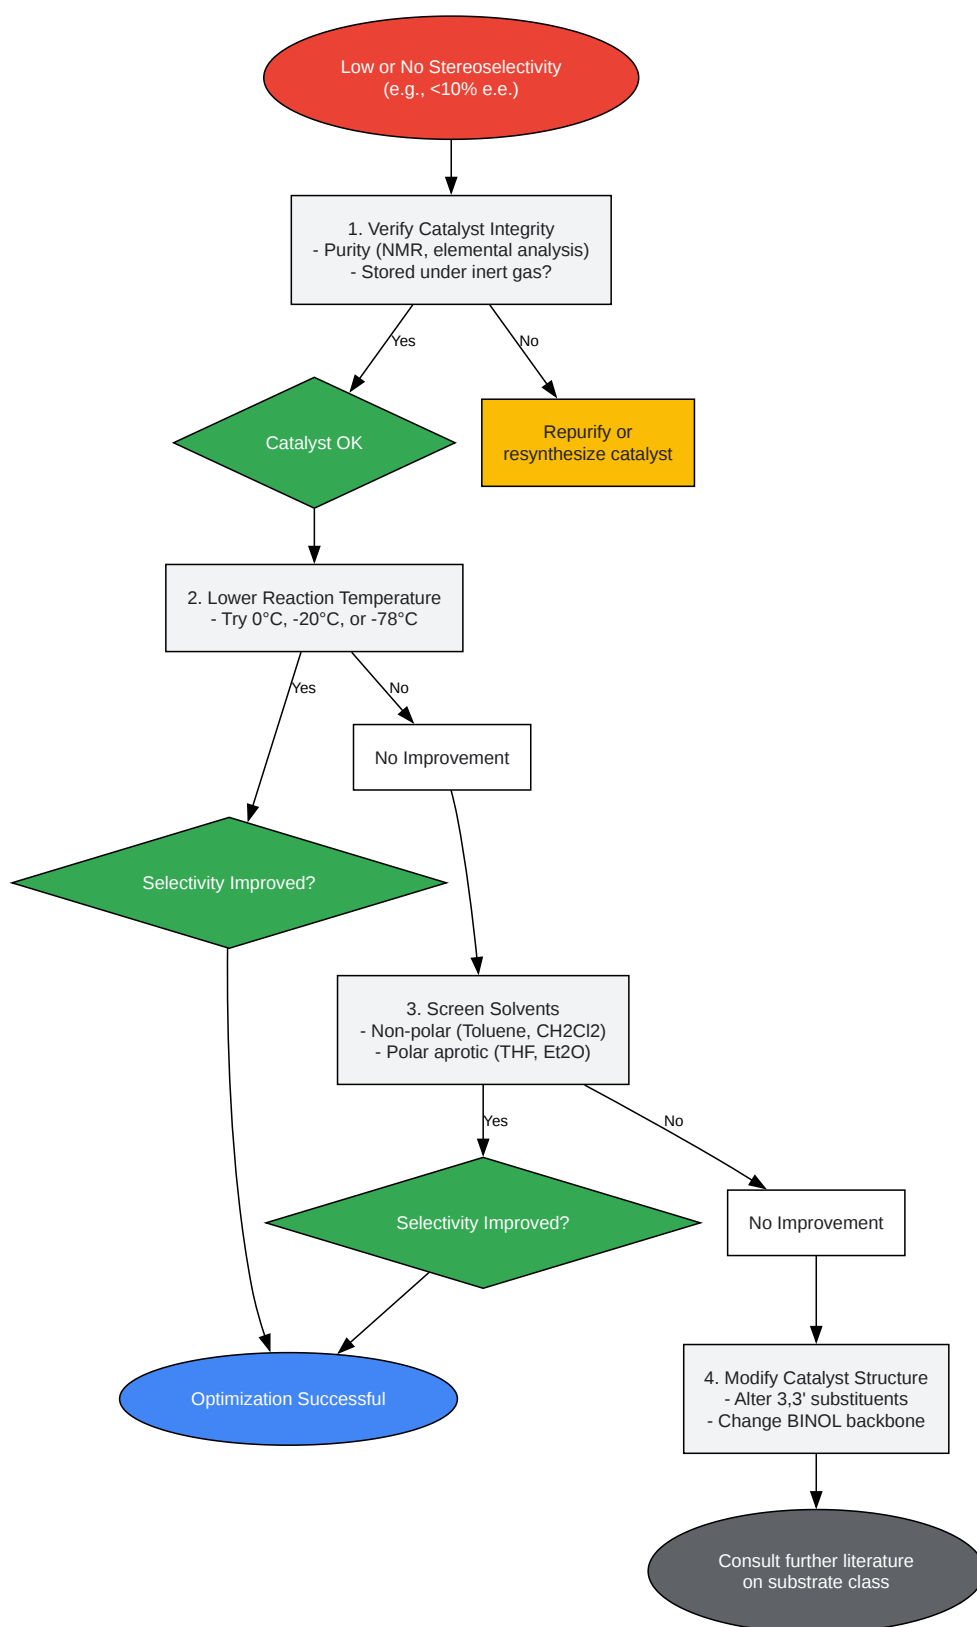 Low or No Stereoselectivity
(e.g., <10% e.e.)
1. Verify Catalyst Integrity
- Purity (NMR, elemental analysis)
- Stored under inert gas?
Yes
No
Catalyst OK
Repurify or
resynthesize catalyst
2. Lower Reaction Temperature
- Try 0°C, -20°C, or -78°C
Yes
No
No Improvement
Selectivity Improved?
3. Screen Solvents
- Non-polar (Toluene, CH2Cl2)
- Polar aprotic (THF, Et2O)
Yes
No
Selectivity Improved?
No Improvement
Optimization Successful
4. Modify Catalyst Structure
- Alter 3,3' substituents
- Change BINOL backbone
Consult further literature
on substrate class